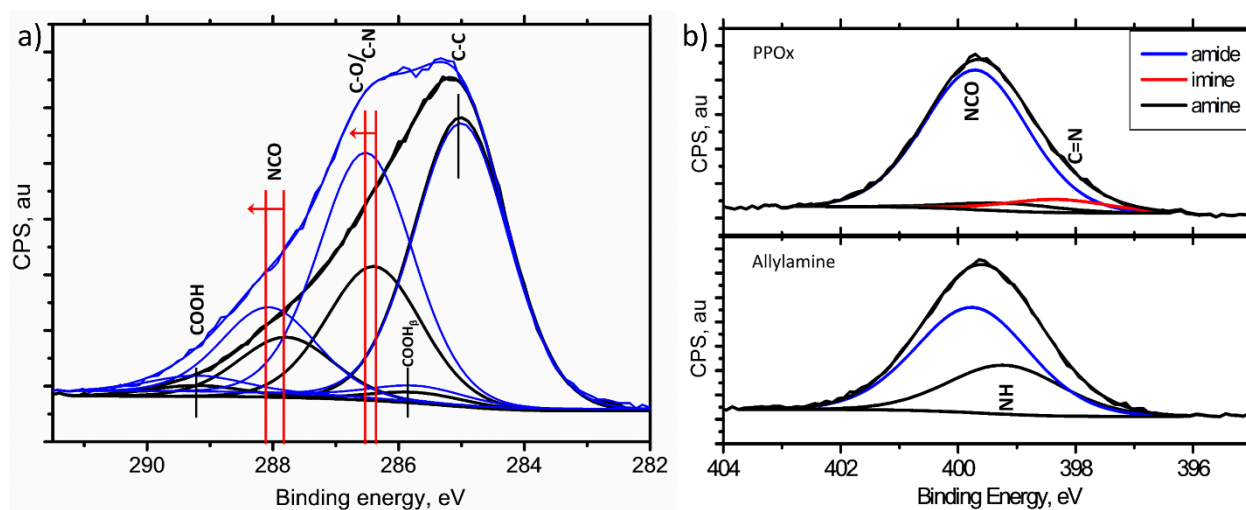 a)
NCO
COOH
C-O/C-N
C-C
COOHβ
CPS, au
290
288
286
284
282
Binding energy, eV
b)
PPOx
NCO
C=N
amide
imine
amine
CPS, au
Allylamine
NH
CPS, au
404
402
400
398
396
Binding Energy, eV